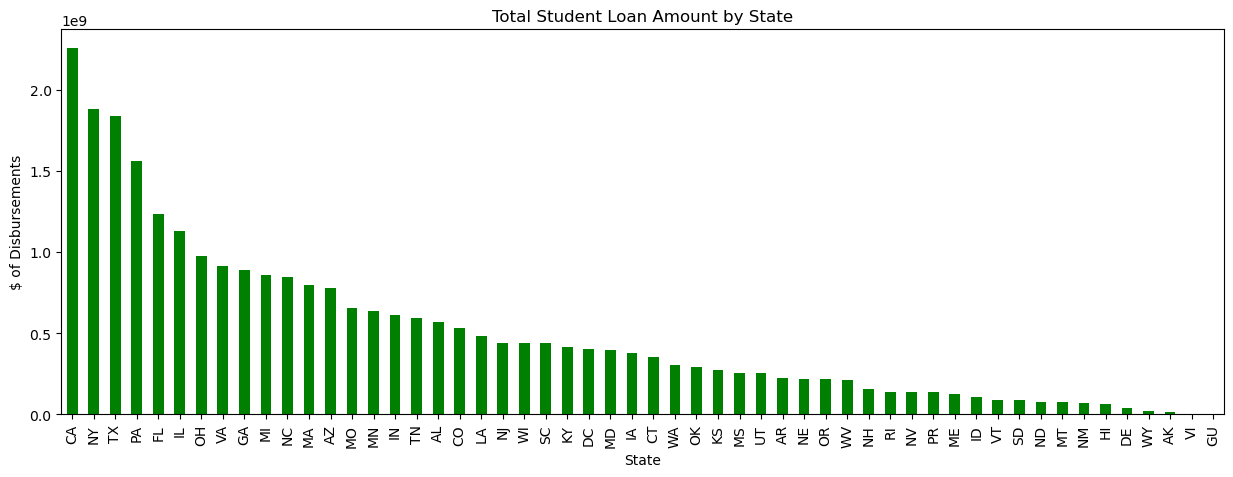 Total Student Loan Amount by State
1e9
$ of Disbursements
2.0
1.5
1.0
0.5
0.0
CA NY TX PA FL IL OH VA GA MI NC MA AZ MO MN IN TN AL CO LA NJ WI SC KY DC MD IA CT WA OK KS MS UT AR NE OR WV NH RI NV PR ME ID VT SD ND MT NM HI DE WY AK VI GU
State